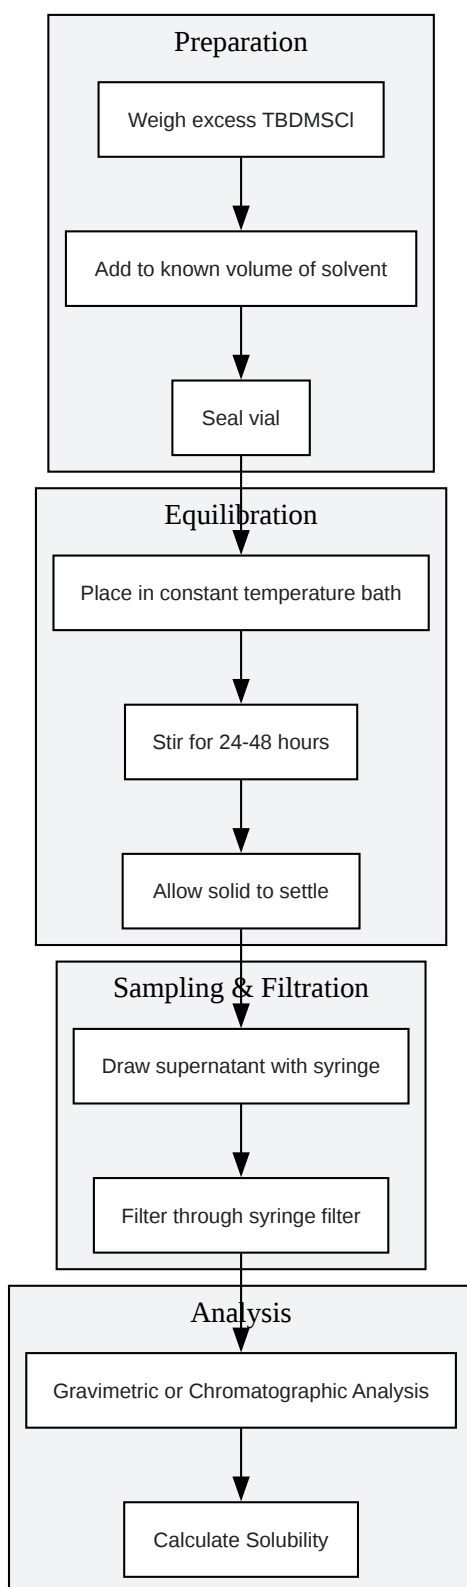 Preparation
Weigh excess TBDMSCl
Add to known volume of solvent
Seal vial
Equilibration
Place in constant temperature bath
Stir for 24-48 hours
Allow solid to settle
Sampling & Filtration
Draw supernatant with syringe
Filter through syringe filter
Analysis
Gravimetric or Chromatographic Analysis
Calculate Solubility